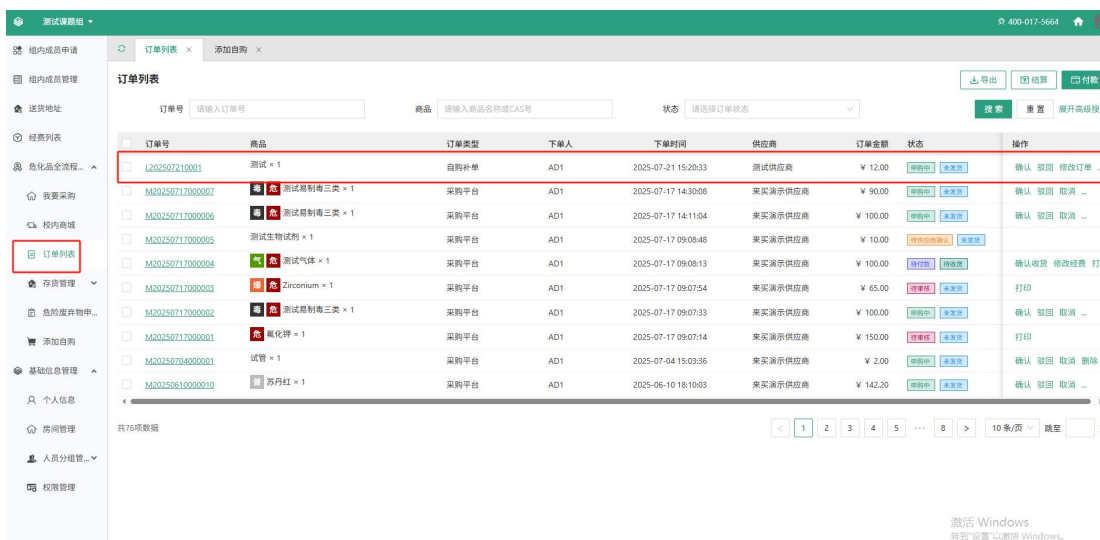 测试课题组 400-017-5664
组内成员申请 订单列表 × 添加自购 ×
组内成员管理 订单列表 导出 结算 付款
送货地址 订单号 请输入订单号 商品 请输入商品名称或CAS号 状态 请选择订单状态 搜索 重置 展开高级搜
经费列表 订单号 商品 订单类型 下单人 下单时间 供应商 订单金额 状态 操作
危化品全流程... L202507210001 测试 × 1 自购补单 AD1 2025-07-21 15:20:33 测试供应商 ¥ 12.00 申购中 未发货 确认 驳回 修改订单 ...
我要采购 M20250717000007 毒 危 测试易制毒三类 × 1 采购平台 AD1 2025-07-17 14:30:08 来买演示供应商 ¥ 90.00 申购中 未发货 确认 驳回 取消 ...
校内商城 M20250717000006 毒 危 测试易制毒三类 × 1 采购平台 AD1 2025-07-17 14:11:04 来买演示供应商 ¥ 100.00 申购中 未发货 确认 驳回 取消 ...
M20250717000005 测试生物试剂 × 1 采购平台 AD1 2025-07-17 09:08:48 来买演示供应商 ¥ 10.00 待供应商确认 未发货
订单列表 M20250717000004 气 危 测试气体 × 1 采购平台 AD1 2025-07-17 09:08:13 来买演示供应商 ¥ 100.00 待付款 待收货 确认收货 修改经费 打
存货管理 M20250717000003 爆 危 Zirconium × 1 采购平台 AD1 2025-07-17 09:07:54 来买演示供应商 ¥ 65.00 待审核 未发货 打印
危险废弃物申... M20250717000002 毒 危 测试易制毒三类 × 1 采购平台 AD1 2025-07-17 09:07:33 来买演示供应商 ¥ 100.00 申购中 未发货 确认 驳回 取消 ...
添加自购 M20250717000001 危 氟化钾 × 1 采购平台 AD1 2025-07-17 09:07:14 来买演示供应商 ¥ 150.00 待审核 未发货 打印
M20250704000001 试管 × 1 采购平台 AD1 2025-07-04 15:03:36 来买演示供应商 ¥ 2.00 申购中 未发货 确认 驳回 取消 删除
基础信息管理 M20250610000010 普 苏丹红 × 1 采购平台 AD1 2025-06-10 18:10:03 来买演示供应商 ¥ 142.20 申购中 未发货 确认 驳回 取消 ...
个人信息
房间管理 共76项数据 < 1 2 3 4 5 ··· 8 > 10 条/页 跳至
人员分组管...
权限管理
激活 Windows
转到"设置"以激活 Windows。